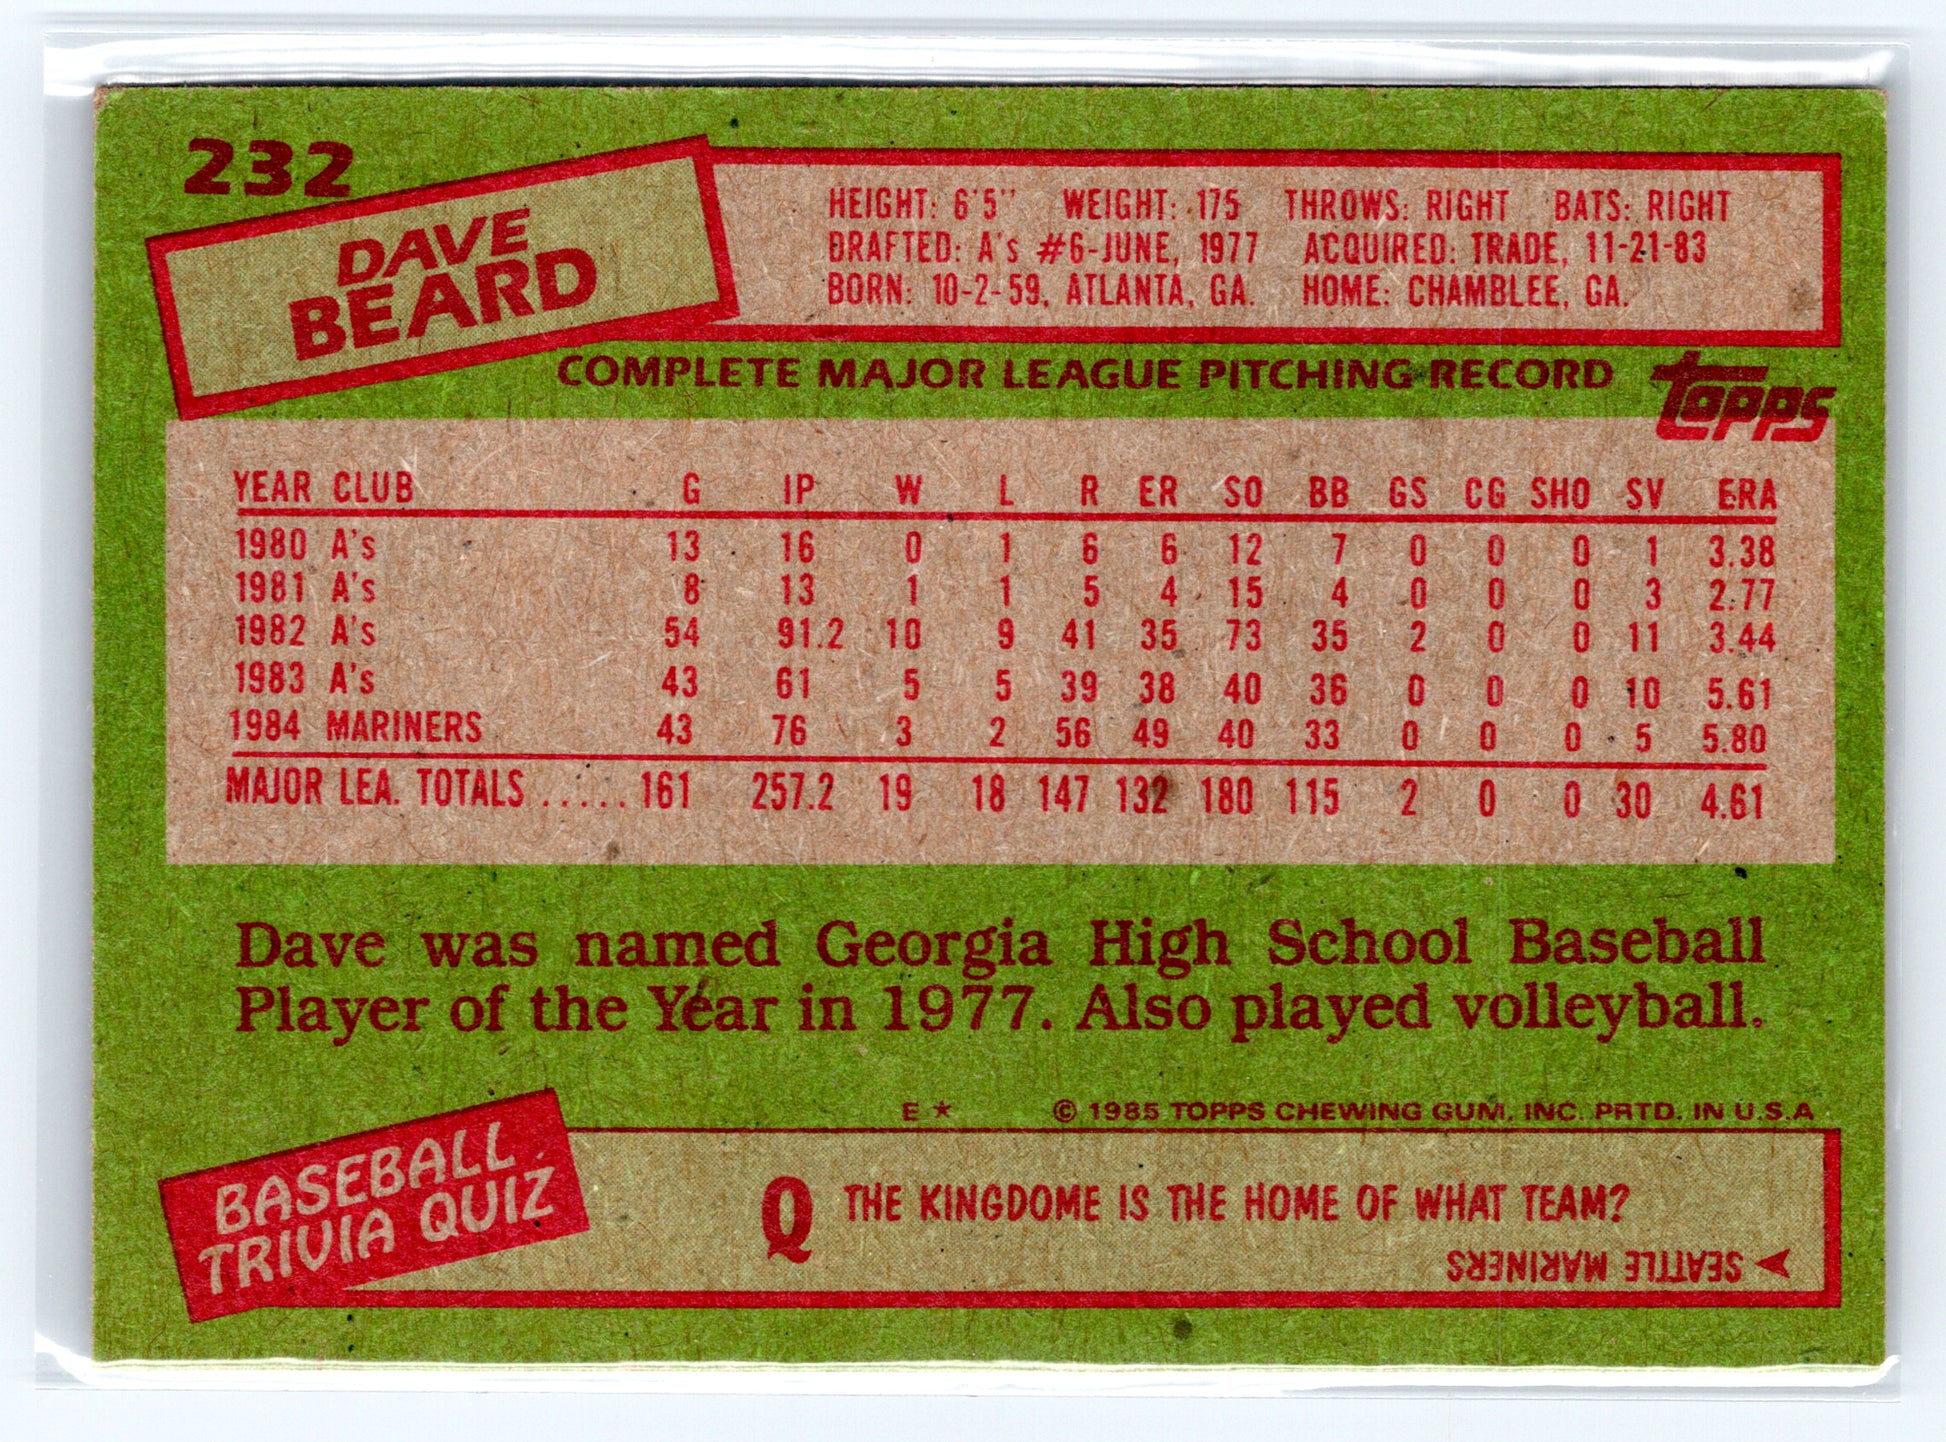 232
DAVE
BEARD
HEIGHT: 6'5" WEIGHT: 175 THROWS: RIGHT BATS: RIGHT
DRAFTED: A's #6-JUNE, 1977 ACQUIRED: TRADE, 11-21-83
BORN: 10-2-59, ATLANTA, GA. HOME: CHAMBLEE, GA.
COMPLETE MAJOR LEAGUE PITCHING RECORD
topps
YEAR CLUB G IP W L R ER SO BB GS CG SHO SV ERA
1980 A's 13 16 0 1 6 6 12 7 0 0 0 1 3.38
1981 A's 8 13 1 1 5 4 15 4 0 0 0 3 2.77
1982 A's 54 91.2 10 9 41 35 73 35 2 0 0 11 3.44
1983 A's 43 61 5 5 39 38 40 36 0 0 0 10 5.61
1984 MARINERS 43 76 3 2 56 49 40 33 0 0 0 5 5.80
MAJOR LEA. TOTALS ..... 161 257.2 19 18 147 132 180 115 2 0 0 30 4.61
Dave was named Georgia High School Baseball
Player of the Year in 1977. Also played volleyball.
E★ © 1985 TOPPS CHEWING GUM, INC. PRTD. IN U.S.A
BASEBALL
TRIVIA QUIZ
Q THE KINGDOME IS THE HOME OF WHAT TEAM?
SEATTLE MARINERS